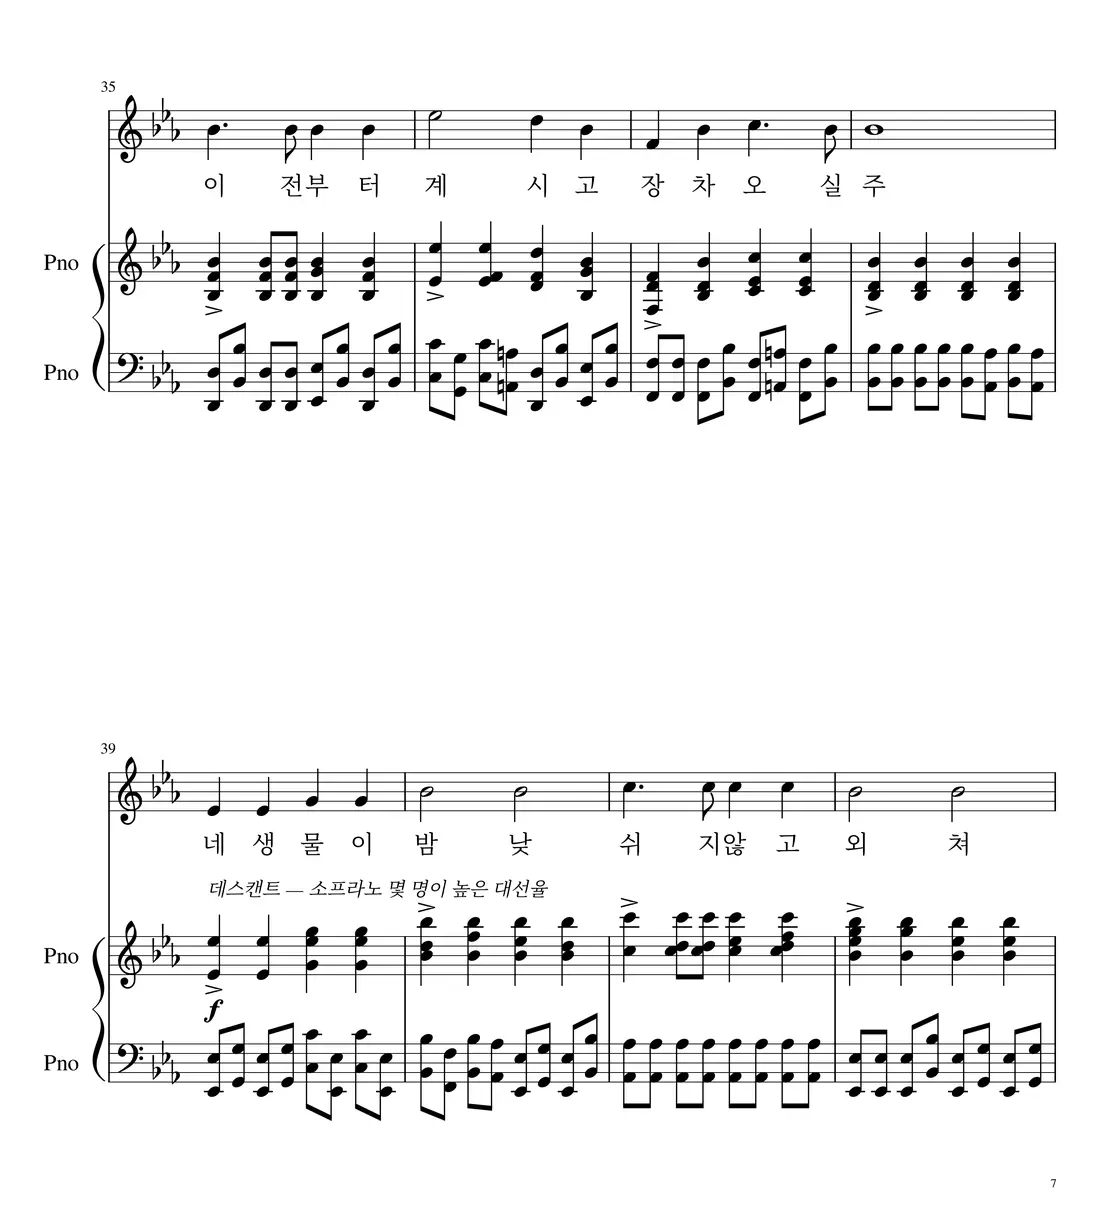 35
이 전부 터 계 시 고 장 차 오 실 주
Pno
Pno
39
네 생 물 이 밤 낮 쉬 지않 고 외 쳐
데스캔트 — 소프라노 몇 명이 높은 대선율
Pno
f
Pno
7